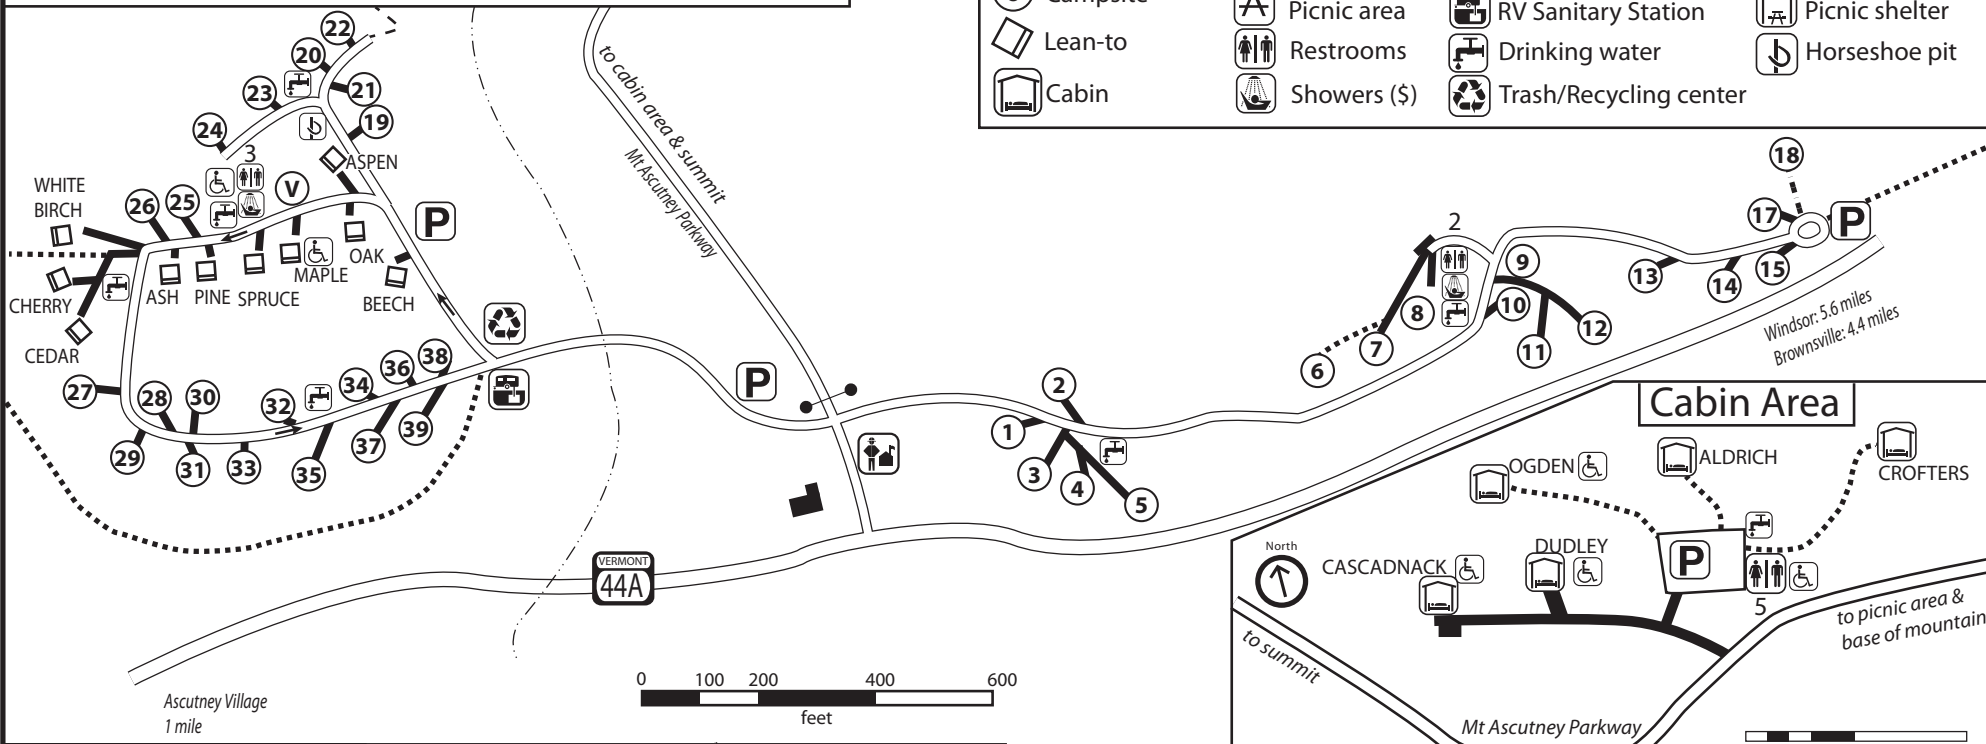 Campsite
Lean-to
Cabin
Picnic area
Restrooms
Showers ($)
RV Sanitary Station
Drinking water
Trash/Recycling center
Picnic shelter
Horseshoe pit
22
20
21
23
19
24
3
ASPEN
WHITE
BIRCH
26
25
V
P
OAK
MAPLE
CHERRY
ASH
PINE
SPRUCE
BEECH
CEDAR
27
28
30
32
34
36
38
29
31
33
35
37
39
to cabin area & summit
Mt Ascutney Parkway
P
1
2
3
4
5
6
7
8
2
9
10
11
12
13
14
15
17
18
P
Windsor: 5.6 miles
Brownsville: 4.4 miles
VERMONT
44A
Ascutney Village
1 mile
0 100 200 400 600
feet
Cabin Area
OGDEN
ALDRICH
CROFTERS
North
CASCADNACK
DUDLEY
P
5
to summit
to picnic area &
base of mountain
Mt Ascutney Parkway